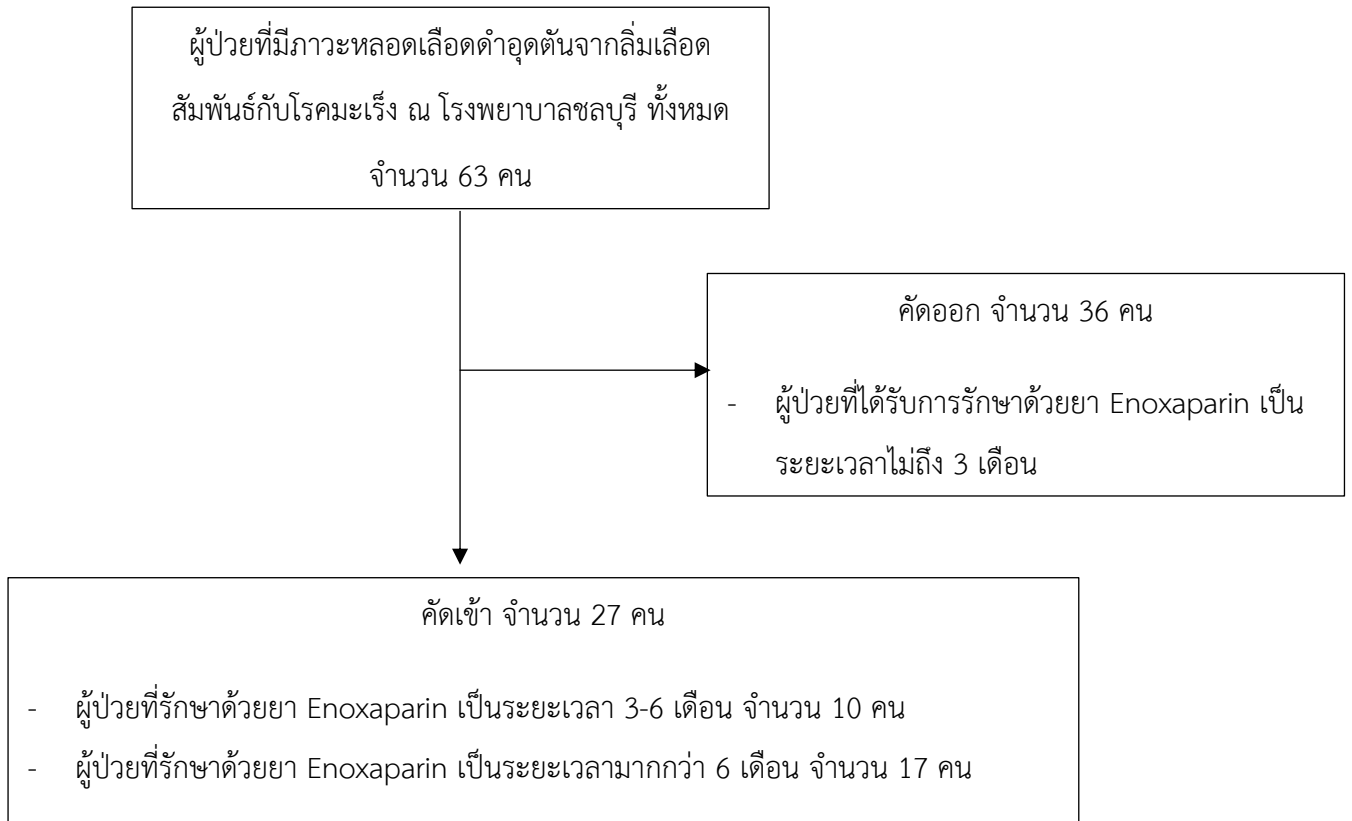 ผู้ป่วยที่มีภาวะหลอดเลือดดำอุดตันจากลิ่มเลือด
สัมพันธ์กับโรคมะเร็ง ณ โรงพยาบาลชลบุรี ทั้งหมด
จำนวน 63 คน
คัดออก จำนวน 36 คน
- ผู้ป่วยที่ได้รับการรักษาด้วยยา Enoxaparin เป็น
ระยะเวลาไม่ถึง 3 เดือน
คัดเข้า จำนวน 27 คน
- ผู้ป่วยที่รักษาด้วยยา Enoxaparin เป็นระยะเวลา 3-6 เดือน จำนวน 10 คน
- ผู้ป่วยที่รักษาด้วยยา Enoxaparin เป็นระยะเวลามากกว่า 6 เดือน จำนวน 17 คน